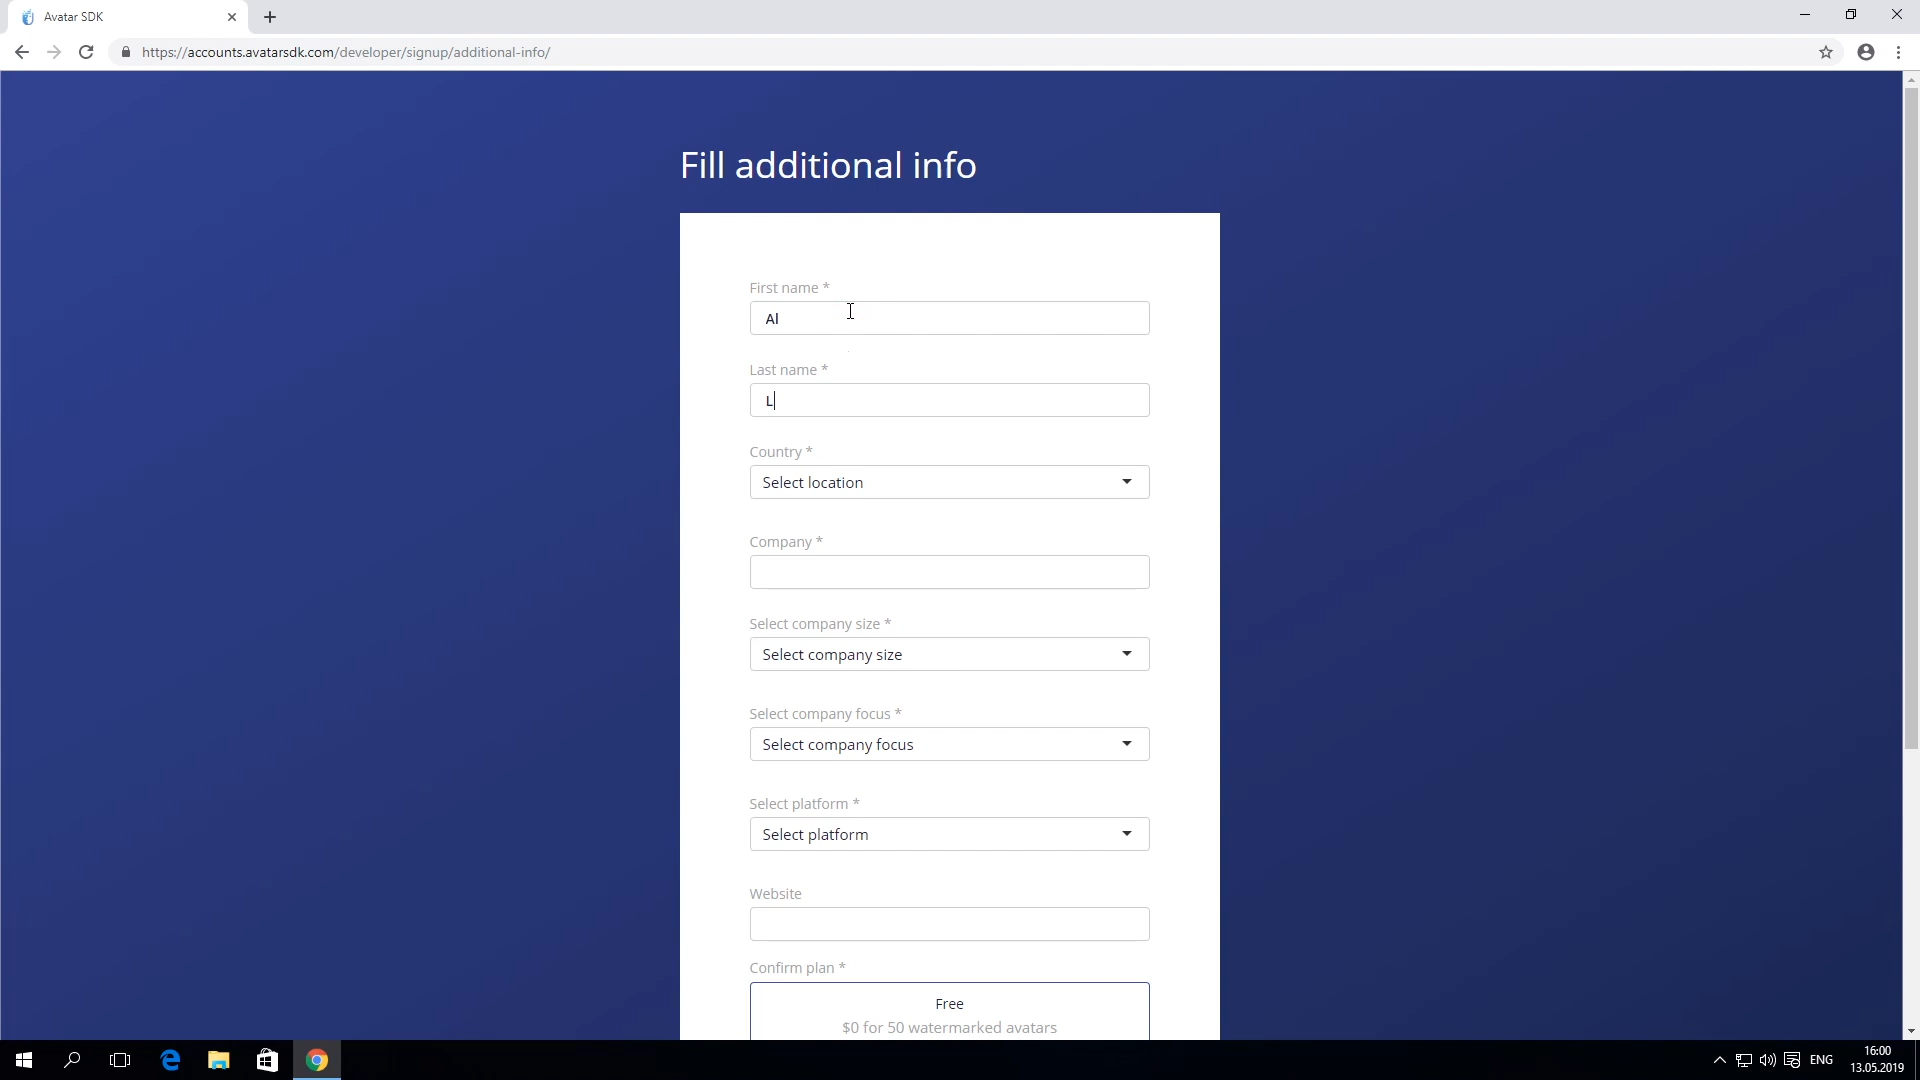 Avatar SDK
https://accounts.avatarsdk.com/developer/signup/additional-info/
Fill additional info
First name *
Al
Last name *
L
Country *
Select location
Company *
Select company size *
Select company size
Select company focus *
Select company focus
Select platform *
Select platform
Website
Confirm plan *
Free
$0 for 50 watermarked avatars
ENG
16:00
13.05.2019